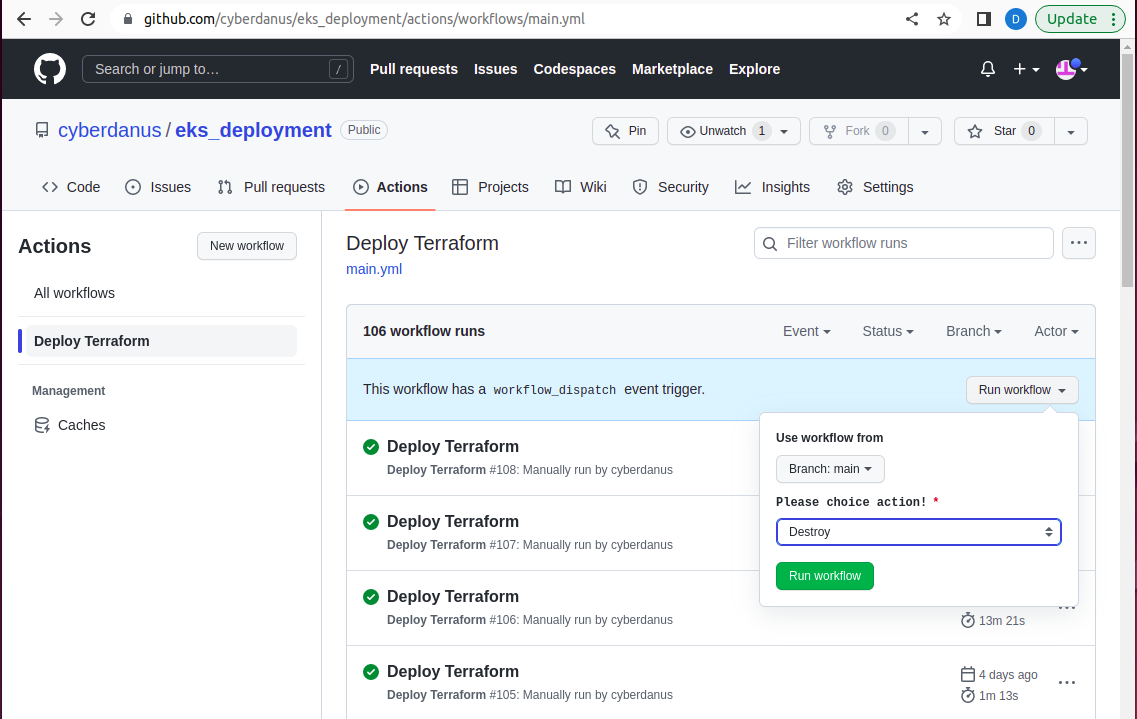 github.com/cyberdanus/eks_deployment/actions/workflows/main.yml
D
Update
Search or jump to…
/
Pull requests Issues Codespaces Marketplace Explore
cyberdanus / eks_deployment Public
Pin
Unwatch 1
Fork 0
Star 0
Code Issues Pull requests Actions Projects Wiki Security Insights Settings
Actions
New workflow
All workflows
Deploy Terraform
Management
Caches
Deploy Terraform
main.yml
Filter workflow runs
106 workflow runs
Event Status Branch Actor
This workflow has a workflow_dispatch event trigger.
Run workflow
Use workflow from
Branch: main
Please choice action! *
Destroy
Run workflow
Deploy Terraform
Deploy Terraform #108: Manually run by cyberdanus
Deploy Terraform
Deploy Terraform #107: Manually run by cyberdanus
Deploy Terraform
Deploy Terraform #106: Manually run by cyberdanus
13m 21s
Deploy Terraform
Deploy Terraform #105: Manually run by cyberdanus
4 days ago
1m 13s